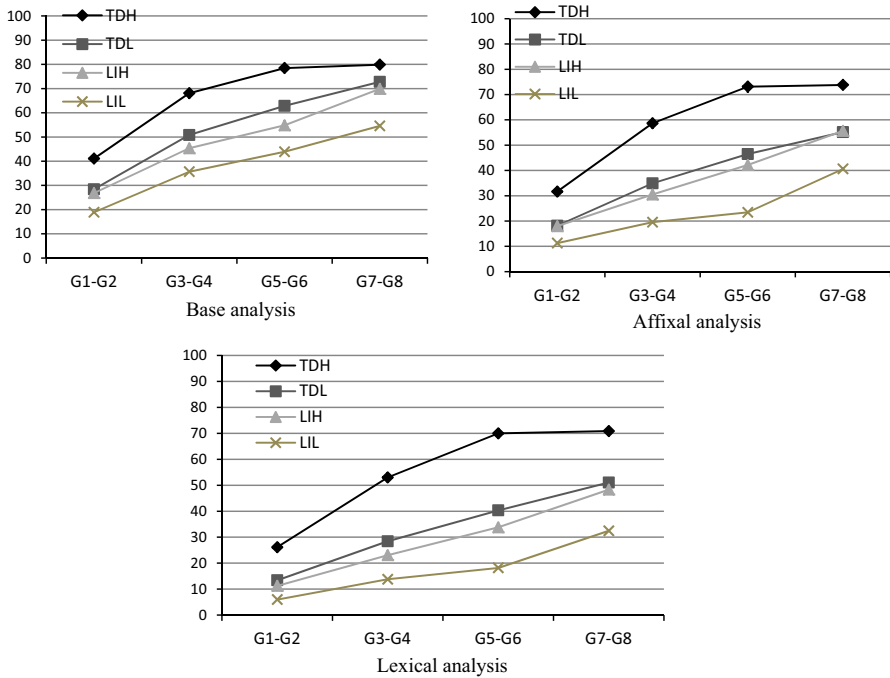 100
90
80
70
60
50
40
30
20
10
0
TDH
TDL
LIH
LIL
G1-G2 G3-G4 G5-G6 G7-G8
Base analysis
100
90
80
70
60
50
40
30
20
10
0
TDH
TDL
LIH
LIL
G1-G2 G3-G4 G5-G6 G7-G8
Affixal analysis
100
90
80
70
60
50
40
30
20
10
0
TDH
TDL
LIH
LIL
G1-G2 G3-G4 G5-G6 G7-G8
Lexical analysis